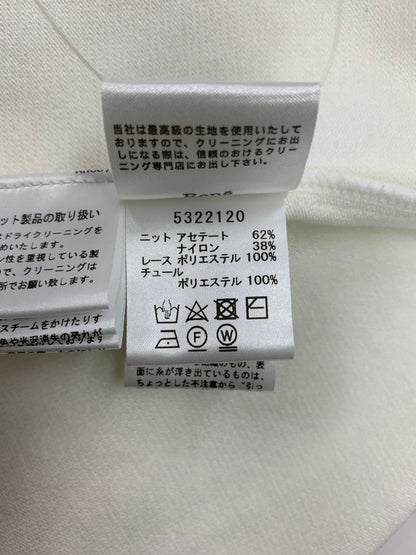 当社は最高級の生地を使用いたして
おりますので、クリーニングにお出
しになる際は、信頼のおけるクリー
ニング専門店にお出し下さい。
René
5322120
ニット アセテート 62%
ナイロン 38%
レース ポリエステル 100%
チュール
ポリエステル 100%
F W
ット製品の取り扱い
ドライクリーニングを
めいたします。
ン性を重視している製
で、クリーニングは
所でお願い致します。
スチームをかけたりす
面に糸が浮き出ているものは、
ちょっとした不注意から“引っ